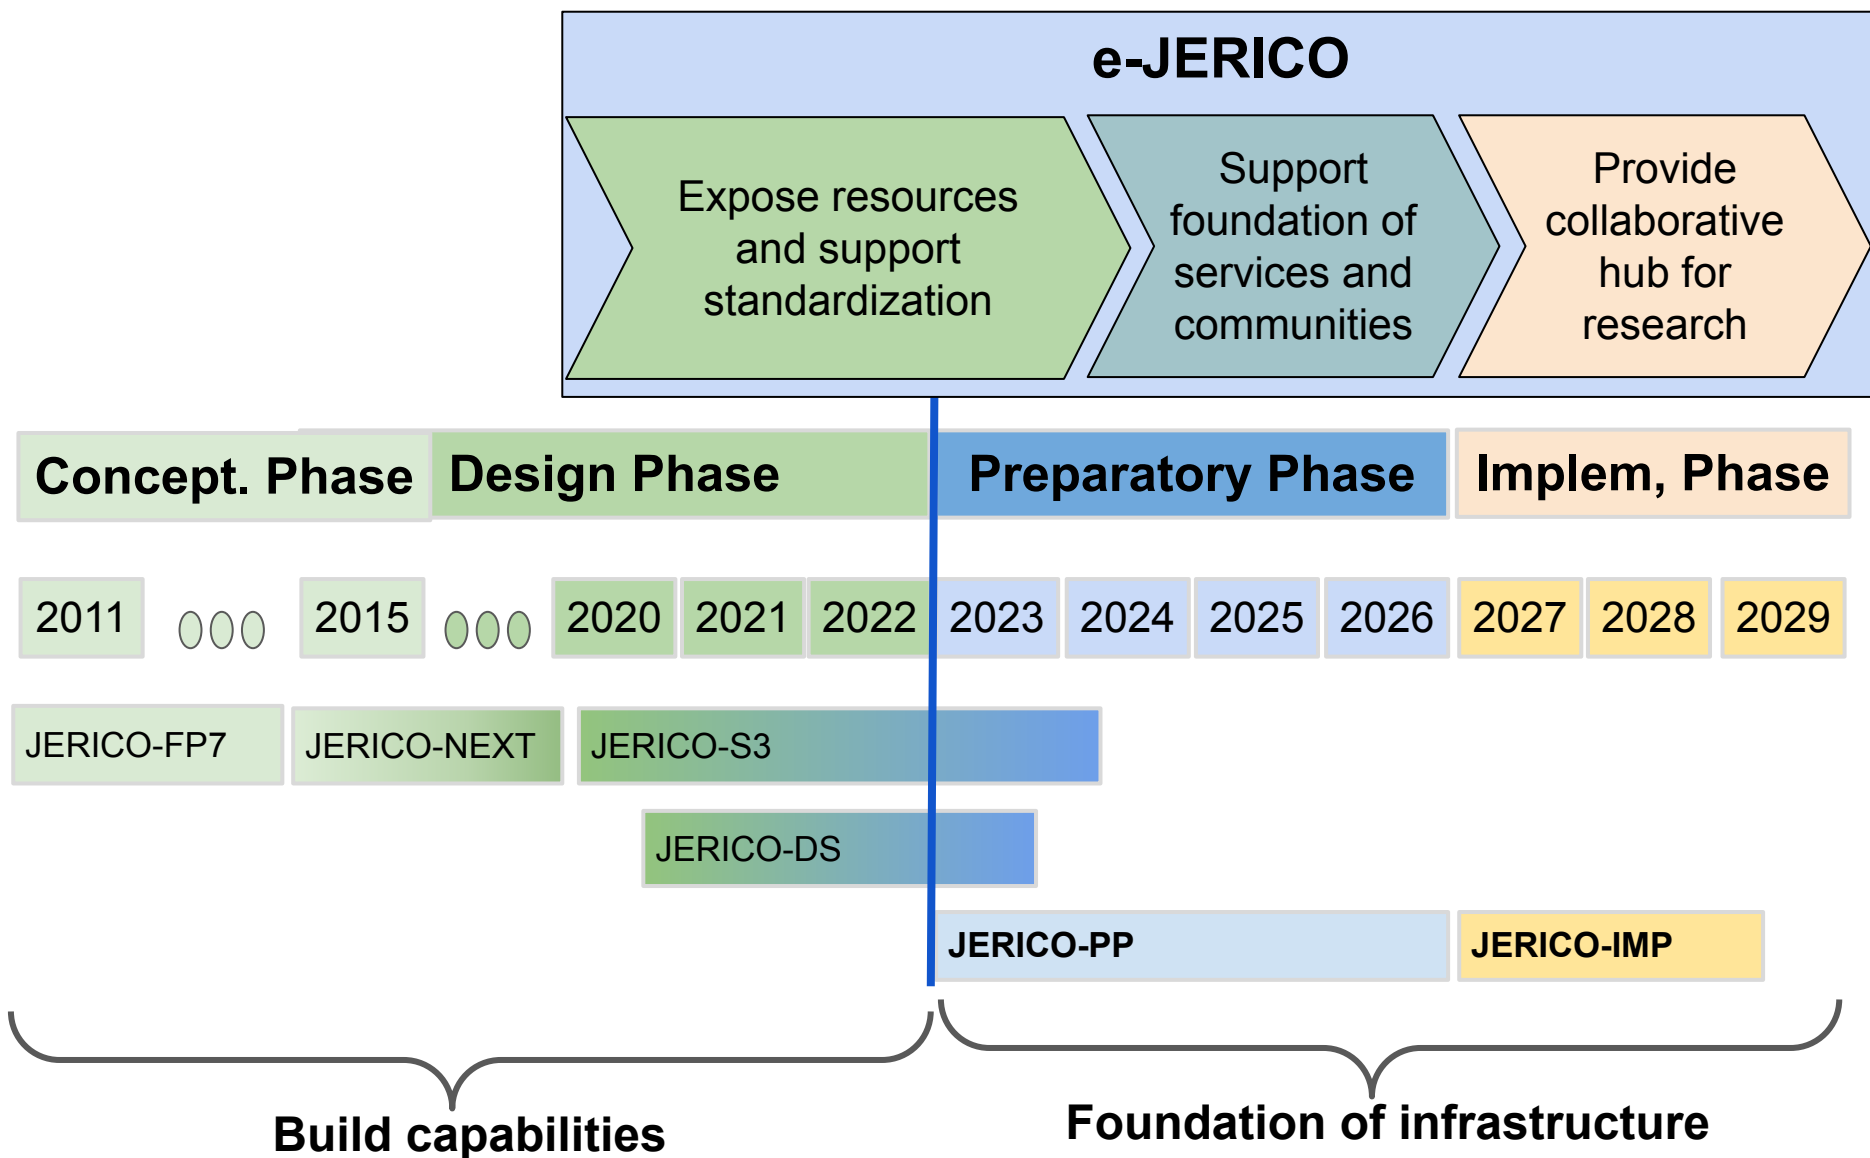 e-JERICO
Expose resources
and support
standardization
Support
foundation of
services and
communities
Provide
collaborative
hub for
research
Concept. Phase
Design Phase
Preparatory Phase
Implem, Phase
2011
2015
2020
2021
2022
2023
2024
2025
2026
2027
2028
2029
JERICO-FP7
JERICO-NEXT
JERICO-S3
JERICO-DS
JERICO-PP
JERICO-IMP
Build capabilities
Foundation of infrastructure